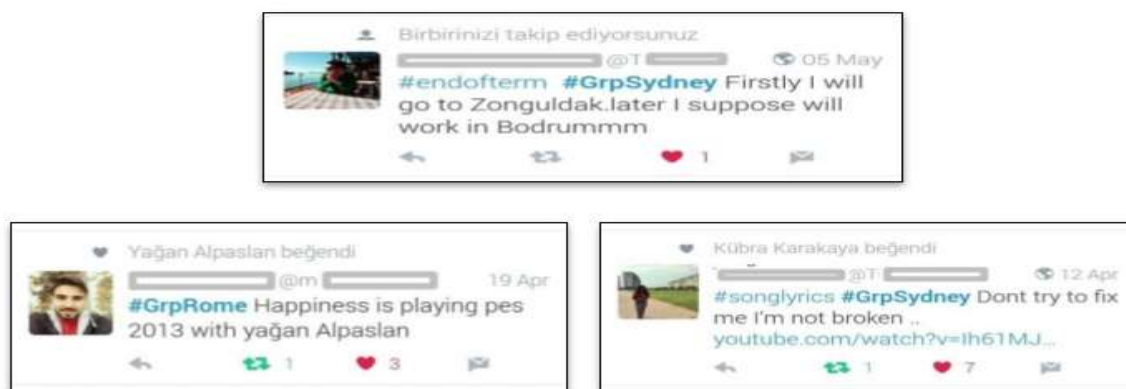 Birbirinizi takip ediyorsunuz
@T 05 May
#endofterm #GrpSydney Firstly I will
go to Zonguldak.later I suppose will
work in Bodrummm
1
Yağan Alpaslan beğendi
@m 19 Apr
#GrpRome Happiness is playing pes
2013 with yağan Alpaslan
1 3
Kübra Karakaya beğendi
@T 12 Apr
#songlyrics #GrpSydney Dont try to fix
me I'm not broken ..
youtube.com/watch?v=Ih61MJ...
1 7